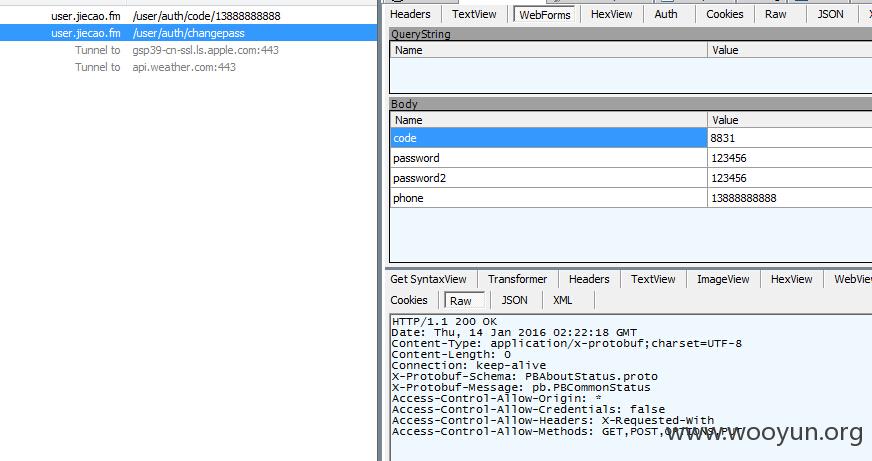 user.jiecao.fm /user/auth/code/13888888888
user.jiecao.fm /user/auth/changepass
Tunnel to gsp39-cn-ssl.ls.apple.com:443
Tunnel to api.weather.com:443
Headers TextView WebForms HexView Auth Cookies Raw JSON X
QueryString
Name Value
Body
Name Value
code 8831
password 123456
password2 123456
phone 13888888888
Get SyntaxView Transformer Headers TextView ImageView HexView WebView
Cookies Raw JSON XML
HTTP/1.1 200 OK
Date: Thu, 14 Jan 2016 02:22:18 GMT
Content-Type: application/x-protobuf;charset=UTF-8
Content-Length: 0
Connection: keep-alive
X-Protobuf-Schema: PBAboutStatus.proto
X-Protobuf-Message: pb.PBCommonStatus
Access-Control-Allow-Origin: *
Access-Control-Allow-Credentials: false
Access-Control-Allow-Headers: X-Requested-With
Access-Control-Allow-Methods: GET,POST,OPTIONS,PUT
www.wooyun.org